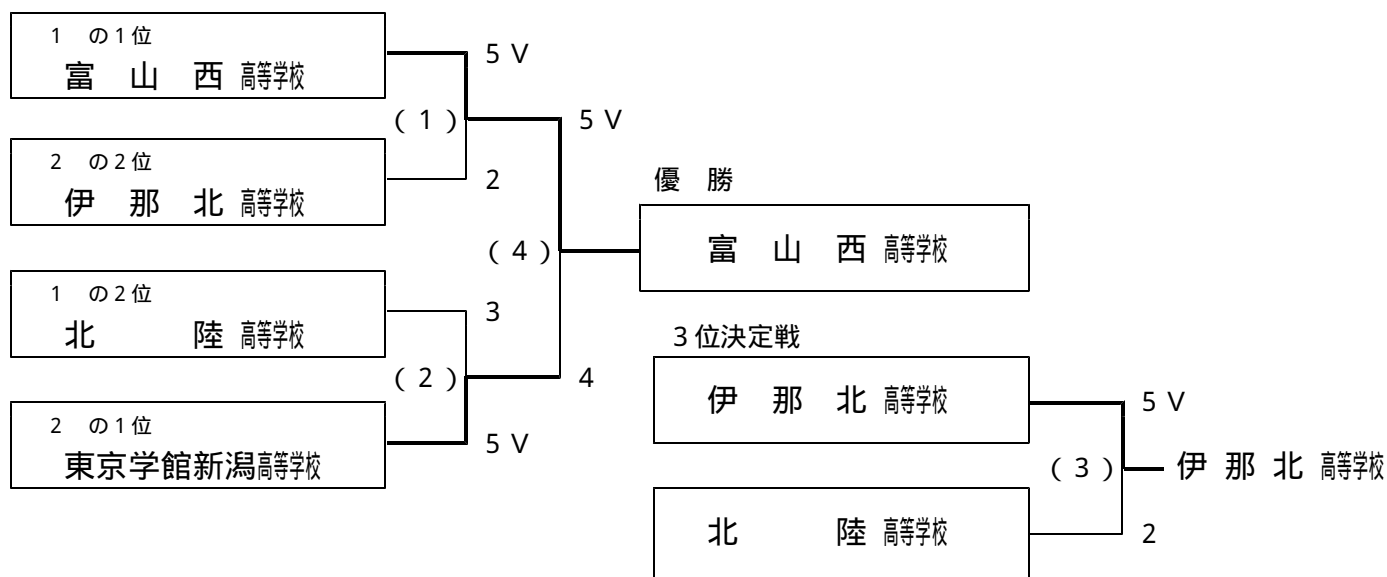 1 の1位
富 山 西 高等学校
5 V
( 1 )
5 V
2 の2位
伊 那 北 高等学校
2
優 勝
富 山 西 高等学校
( 4 )
1 の2位
北 陸 高等学校
3
( 2 )
4
2 の1位
東京学館新潟高等学校
5 V
3位決定戦
伊 那 北 高等学校
5 V
( 3 )
伊 那 北 高等学校
北 陸 高等学校
2